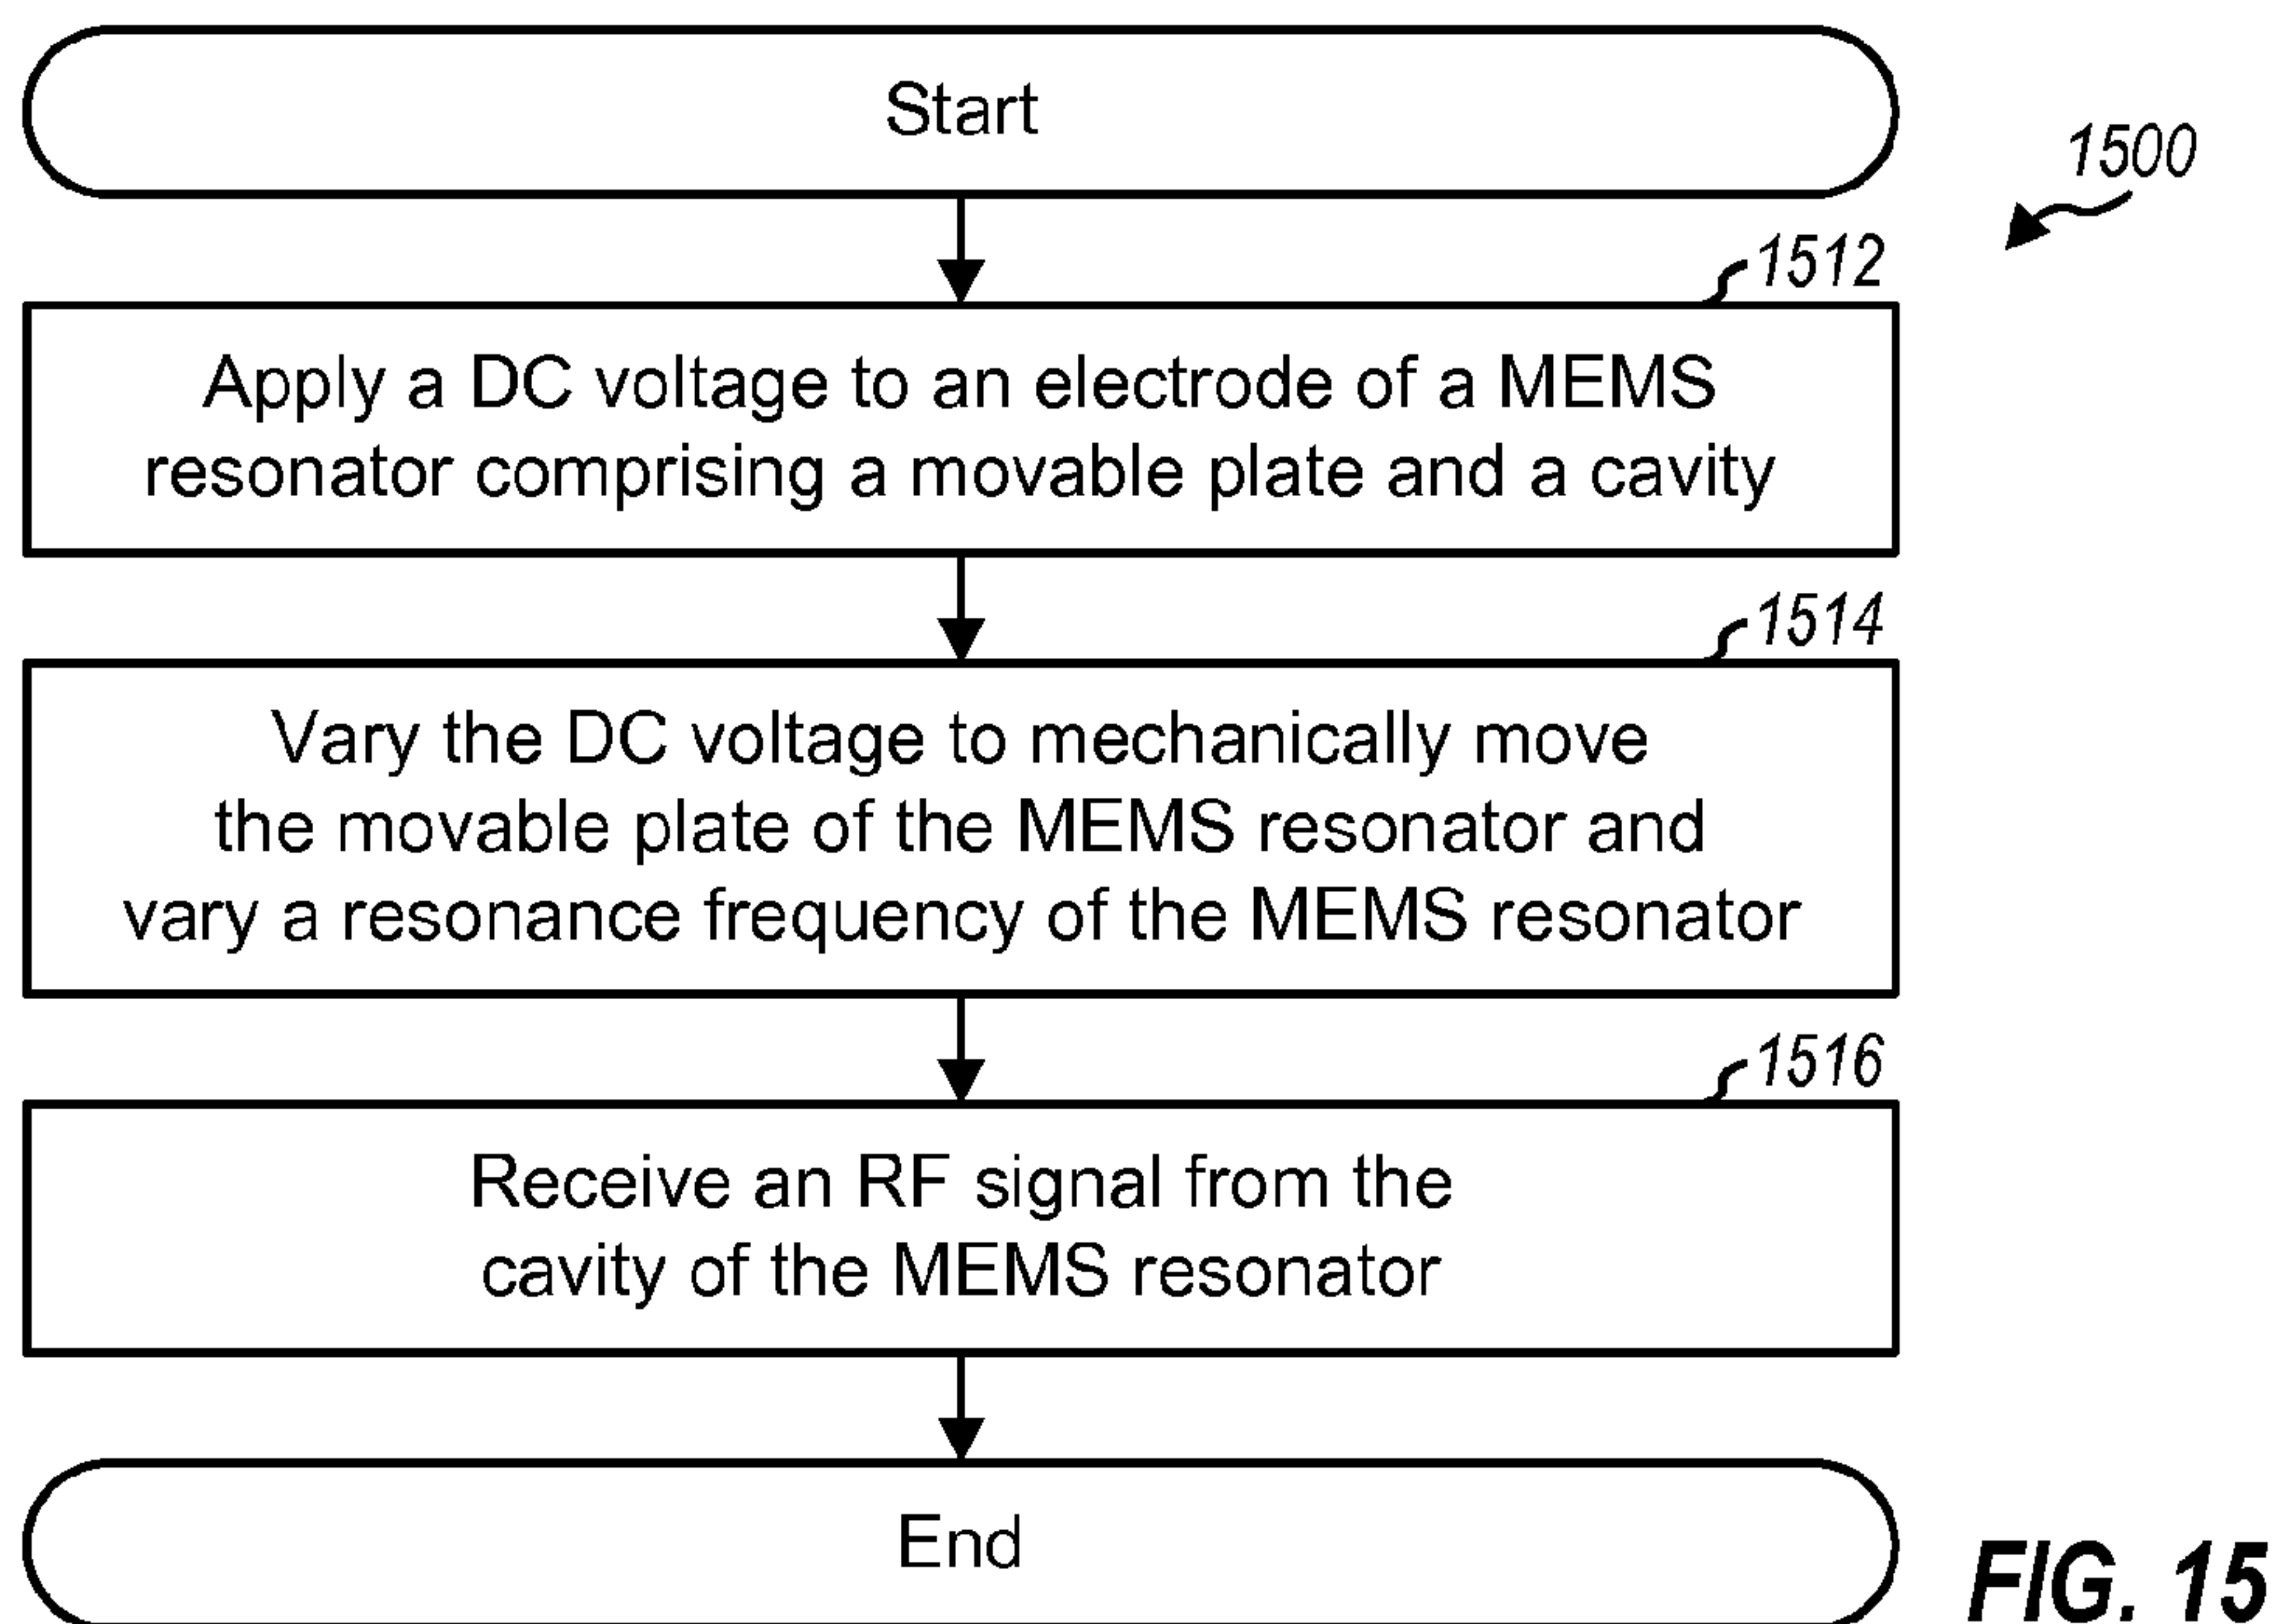 Start
1500
1512
Apply a DC voltage to an electrode of a MEMS
resonator comprising a movable plate and a cavity
1514
Vary the DC voltage to mechanically move
the movable plate of the MEMS resonator and
vary a resonance frequency of the MEMS resonator
1516
Receive an RF signal from the
cavity of the MEMS resonator
End
FIG. 15